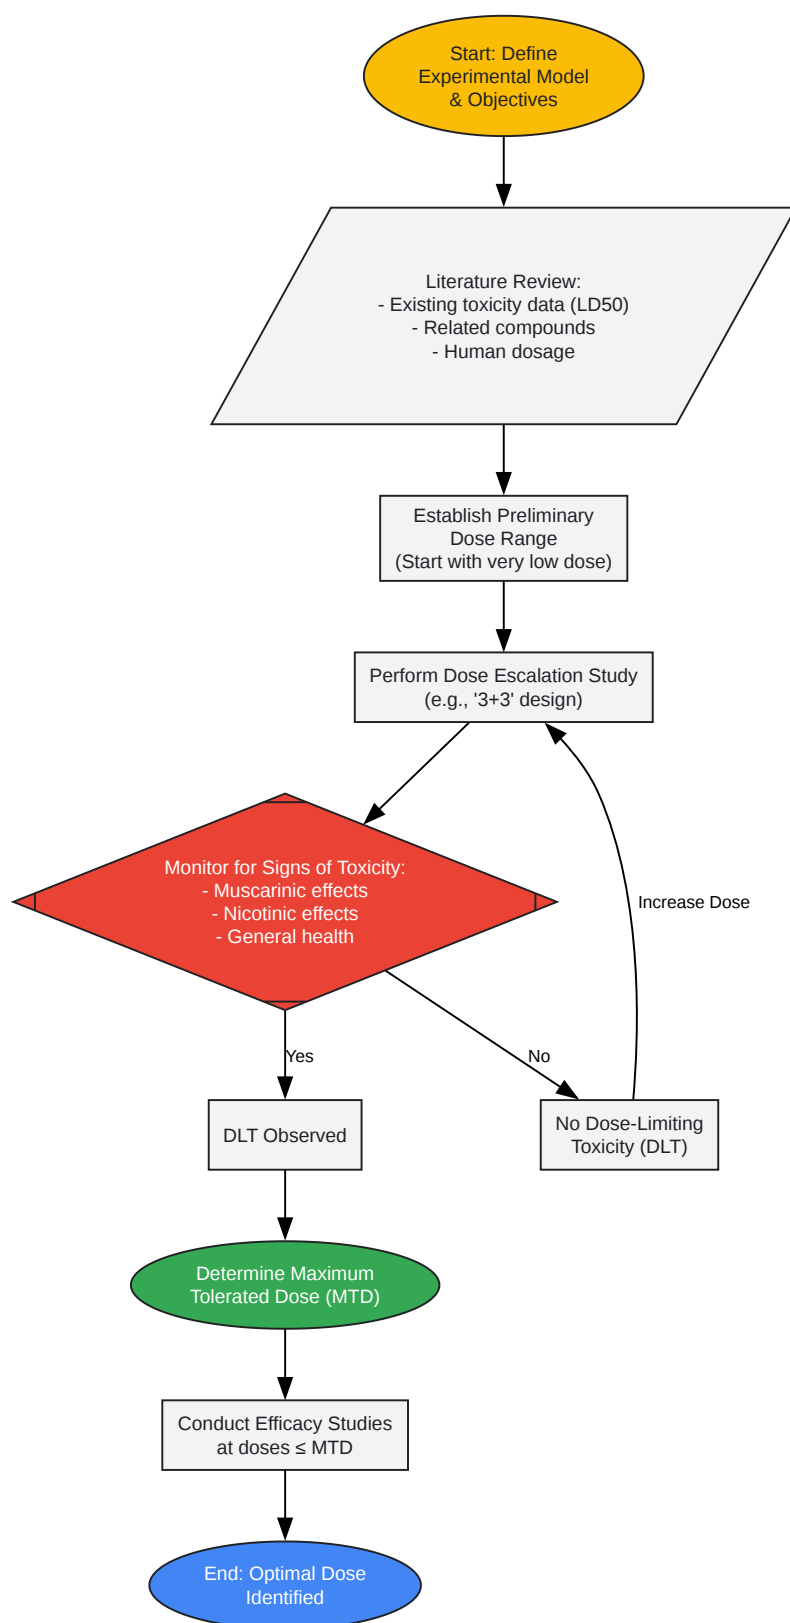 Start: Define
Experimental Model
& Objectives
Literature Review:
- Existing toxicity data (LD50)
- Related compounds
- Human dosage
Establish Preliminary
Dose Range
(Start with very low dose)
Perform Dose Escalation Study
(e.g., '3+3' design)
Monitor for Signs of Toxicity:
- Muscarinic effects
- Nicotinic effects
- General health
Increase Dose
Yes
No
DLT Observed
No Dose-Limiting
Toxicity (DLT)
Determine Maximum
Tolerated Dose (MTD)
Conduct Efficacy Studies
at doses ≤ MTD
End: Optimal Dose
Identified